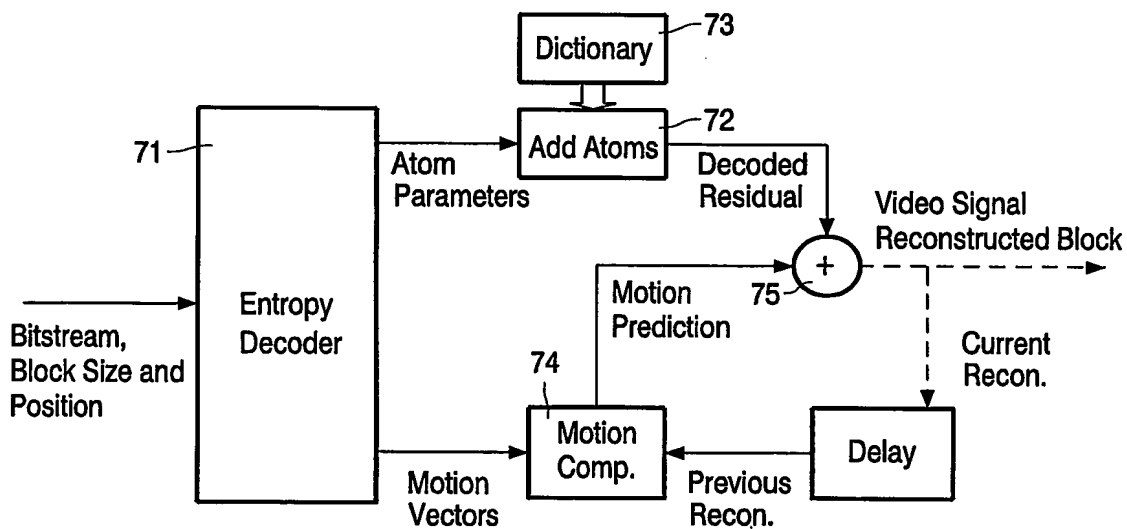 73
Dictionary
71
72
Add Atoms
Atom
Parameters
Decoded
Residual
Video Signal
Reconstructed Block
+
75
Motion
Prediction
Entropy
Decoder
Bitstream,
Block Size and
Position
Current
Recon.
74
Motion
Comp.
Delay
Motion
Vectors
Previous
Recon.